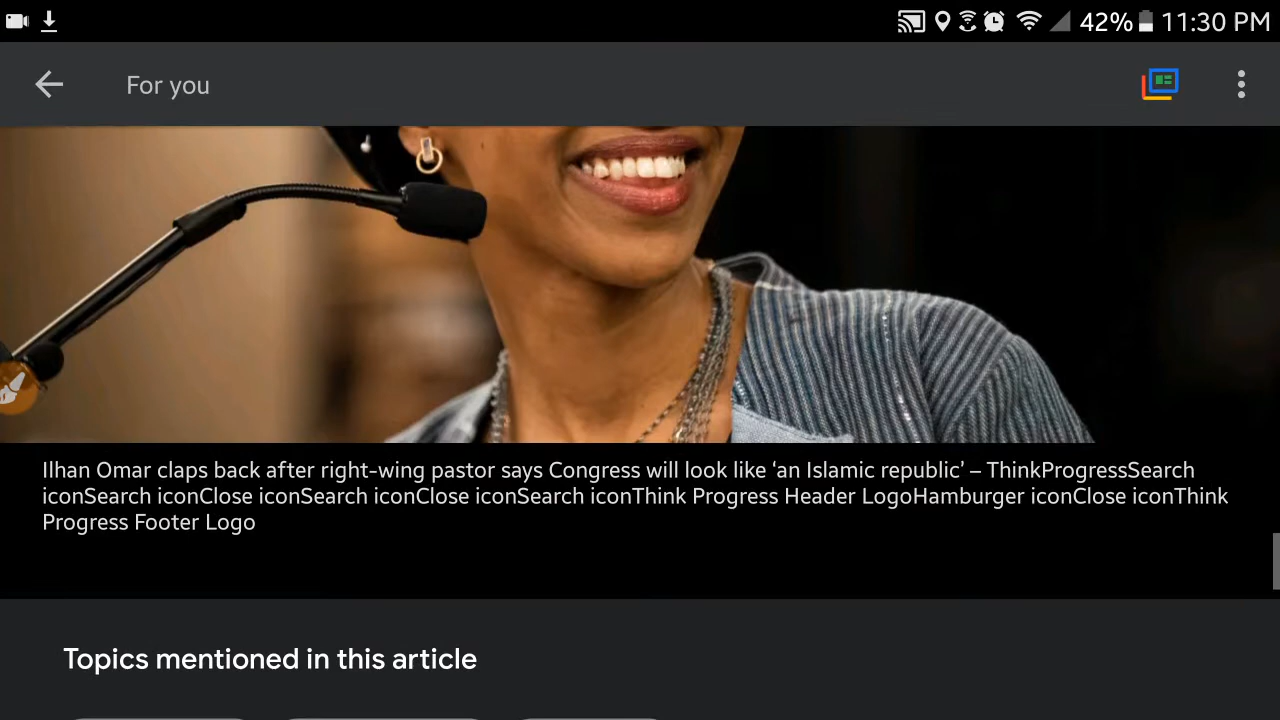 42% 11:30 PM
For you
Ilhan Omar claps back after right-wing pastor says Congress will look like ‘an Islamic republic’ – ThinkProgressSearch
iconSearch iconClose iconSearch iconClose iconSearch iconThink Progress Header LogoHamburger iconClose iconThink
Progress Footer Logo
Topics mentioned in this article